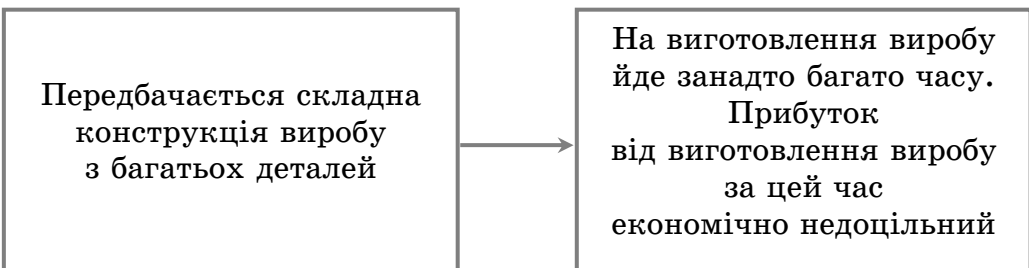 Передбачається складна
конструкція виробу
з багатьох деталей
На виготовлення виробу
йде занадто багато часу.
Прибуток
від виготовлення виробу
за цей час
економічно недоцільний